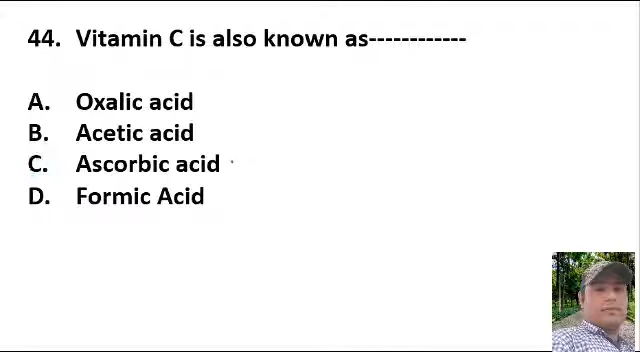 44. Vitamin C is also known as------------
A. Oxalic acid
B. Acetic acid
C. Ascorbic acid
D. Formic Acid